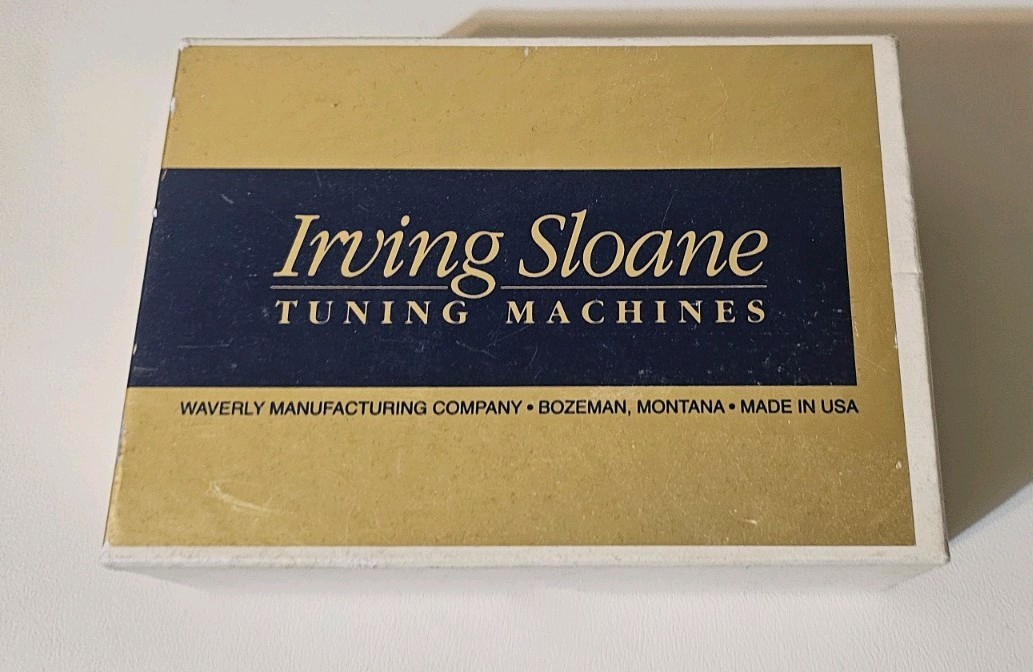 Irving Sloane
TUNING MACHINES
WAVERLY MANUFACTURING COMPANY • BOZEMAN, MONTANA • MADE IN USA